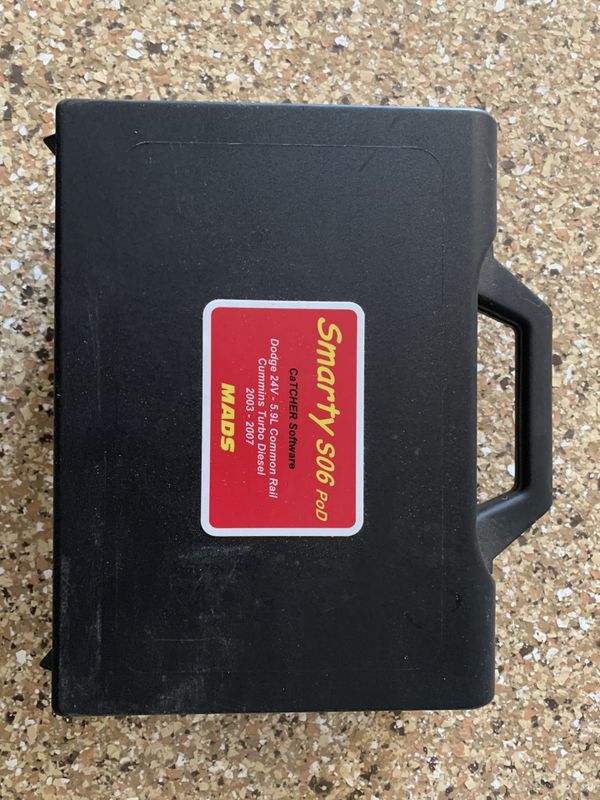 Smarty S06 PoD
CaTCHER Software
Dodge 24V - 5.9L Common Rail
Cummins Turbo Diesel
2003 - 2007
MADS